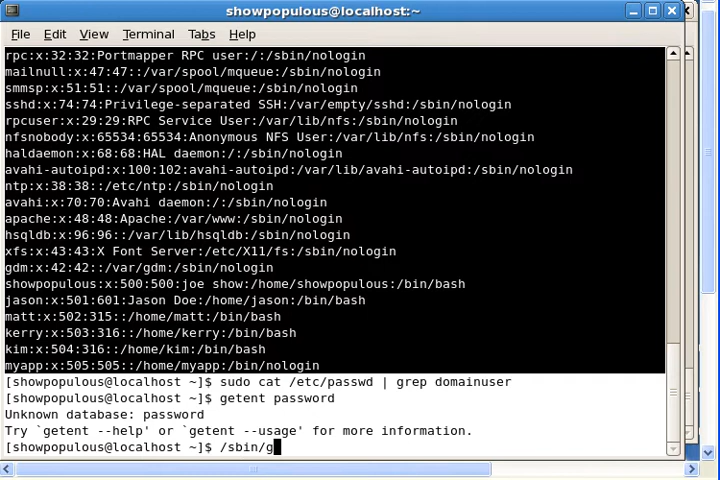 showpopulous@localhost:~
File Edit View Terminal Tabs Help
rpc:x:32:32:Portmapper RPC user:/:/sbin/nologin
mailnull:x:47:47::/var/spool/mqueue:/sbin/nologin
smmsp:x:51:51::/var/spool/mqueue:/sbin/nologin
sshd:x:74:74:Privilege-separated SSH:/var/empty/sshd:/sbin/nologin
rpcuser:x:29:29:RPC Service User:/var/lib/nfs:/sbin/nologin
nfsnobody:x:65534:65534:Anonymous NFS User:/var/lib/nfs:/sbin/nologin
haldaemon:x:68:68:HAL daemon:/:/sbin/nologin
avahi-autoipd:x:100:102:avahi-autoipd:/var/lib/avahi-autoipd:/sbin/nologin
ntp:x:38:38::/etc/ntp:/sbin/nologin
avahi:x:70:70:Avahi daemon:/:/sbin/nologin
apache:x:48:48:Apache:/var/www:/sbin/nologin
hsqldb:x:96:96::/var/lib/hsqldb:/sbin/nologin
xfs:x:43:43:X Font Server:/etc/X11/fs:/sbin/nologin
gdm:x:42:42::/var/gdm:/sbin/nologin
showpopulous:x:500:500:joe show:/home/showpopulous:/bin/bash
jason:x:501:601:Jason Doe:/home/jason:/bin/bash
matt:x:502:315::/home/matt:/bin/bash
kerry:x:503:316::/home/kerry:/bin/bash
kim:x:504:316::/home/kim:/bin/bash
myapp:x:505:505::/home/myapp:/bin/nologin
[showpopulous@localhost ~]$ sudo cat /etc/passwd | grep domainuser
[showpopulous@localhost ~]$ getent password
Unknown database: password
Try `getent --help' or `getent --usage' for more information.
[showpopulous@localhost ~]$ /sbin/g